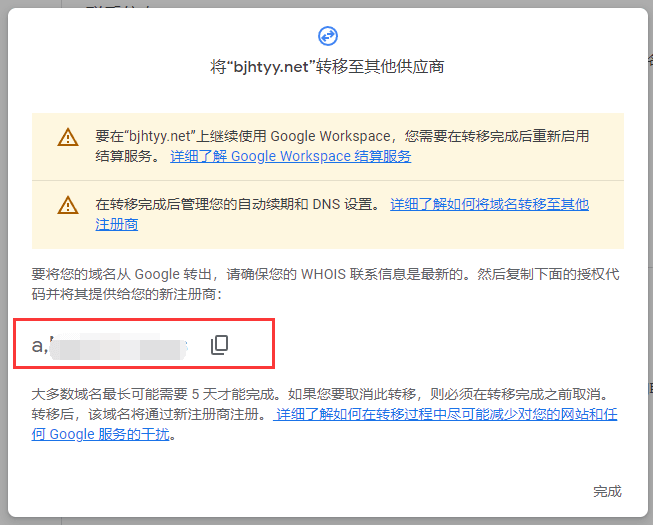 将“bjhtyy.net”转移至其他供应商
要在“bjhtyy.net”上继续使用 Google Workspace，您需要在转移完成后重新启用
结算服务。 详细了解 Google Workspace 结算服务
在转移完成后管理您的自动续期和 DNS 设置。 详细了解如何将域名转移至其他
注册商
要将您的域名从 Google 转出，请确保您的 WHOIS 联系信息是最新的。然后复制下面的授权代
码并将其提供给您的新注册商：
a,
大多数域名最长可能需要 5 天才能完成。如果您要取消此转移，则必须在转移完成之前取消。
转移后，该域名将通过新注册商注册。 详细了解如何在转移过程中尽可能减少对您的网站和任
何 Google 服务的干扰。
完成